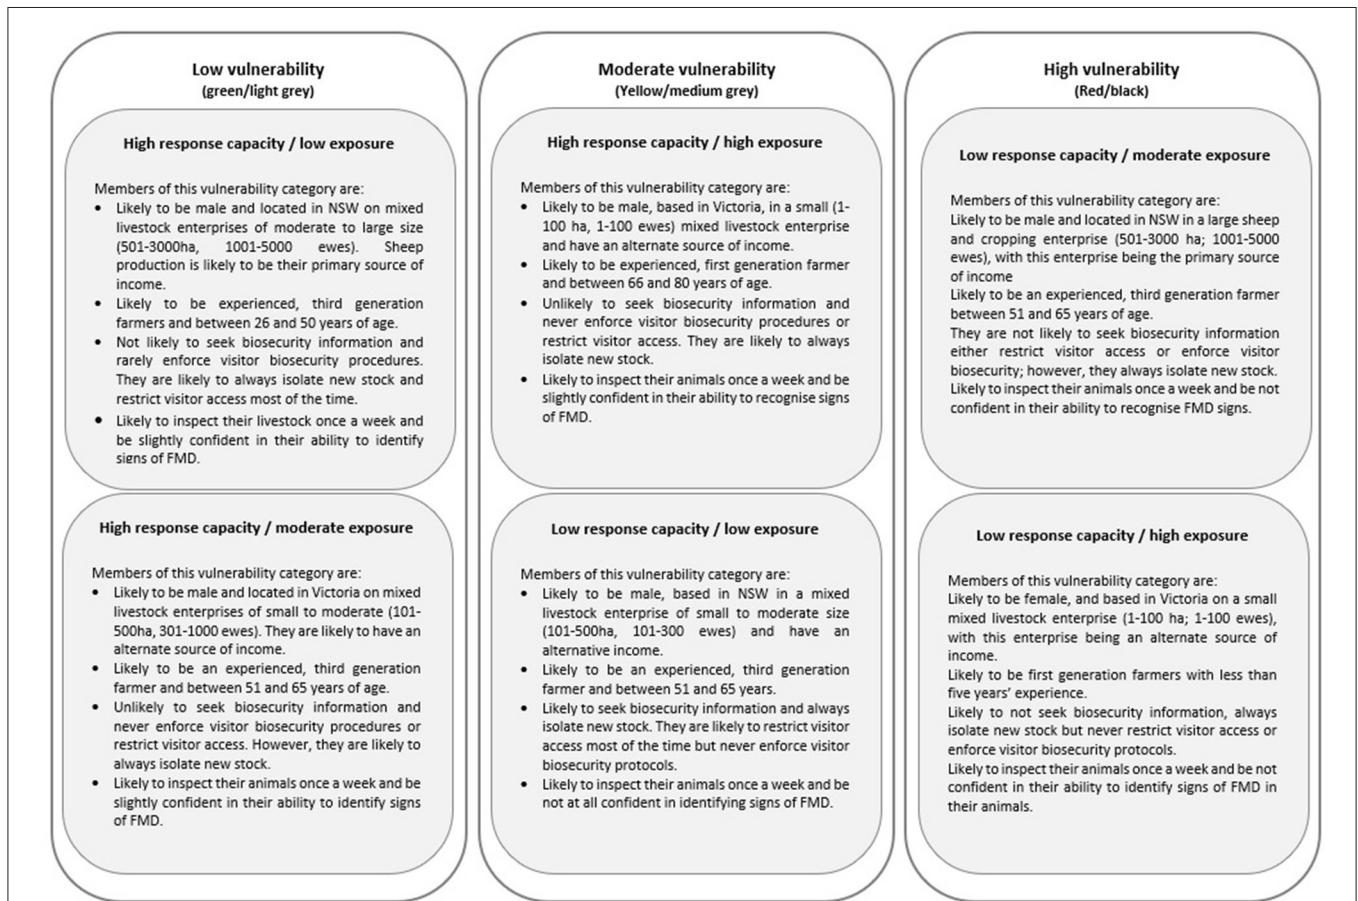 Low vulnerability
(green/light grey)
High response capacity / low exposure
Members of this vulnerability category are:
• Likely to be male and located in NSW on mixed
livestock enterprises of moderate to large size
(501-3000ha, 1001-5000 ewes). Sheep
production is likely to be their primary source of
income.
• Likely to be experienced, third generation
farmers and between 26 and 50 years of age.
• Not likely to seek biosecurity information and
rarely enforce visitor biosecurity procedures.
They are likely to always isolate new stock and
restrict visitor access most of the time.
• Likely to inspect their livestock once a week and
be slightly confident in their ability to identify
signs of FMD.
High response capacity / moderate exposure
Members of this vulnerability category are:
• Likely to be male and located in Victoria on mixed
livestock enterprises of small to moderate (101-
500ha, 301-1000 ewes). They are likely to have an
alternate source of income.
• Likely to be an experienced, third generation
farmer and between 51 and 65 years of age.
• Unlikely to seek biosecurity information and
never enforce visitor biosecurity procedures or
restrict visitor access. However, they are likely to
always isolate new stock.
• Likely to inspect their animals once a week and be
slightly confident in their ability to identify signs
of FMD.
Moderate vulnerability
(Yellow/medium grey)
High response capacity / high exposure
Members of this vulnerability category are:
• Likely to be male, based in Victoria, in a small (1-
100 ha, 1-100 ewes) mixed livestock enterprise
and have an alternate source of income.
• Likely to be experienced, first generation farmer
and between 66 and 80 years of age.
• Unlikely to seek biosecurity information and
never enforce visitor biosecurity procedures or
restrict visitor access. They are likely to always
isolate new stock.
• Likely to inspect their animals once a week and be
slightly confident in their ability to recognise signs
of FMD.
Low response capacity / low exposure
Members of this vulnerability category are:
• Likely to be male, based in NSW in a mixed
livestock enterprise of small to moderate size
(101-500ha, 101-300 ewes) and have an
alternative income.
• Likely to be an experienced, third generation
farmer and between 51 and 65 years.
• Likely to seek biosecurity information and always
isolate new stock. They are likely to restrict visitor
access most of the time but never enforce visitor
biosecurity protocols.
• Likely to inspect their animals once a week and be
not at all confident in identifying signs of FMD.
High vulnerability
(Red/black)
Low response capacity / moderate exposure
Members of this vulnerability category are:
Likely to be male and located in NSW in a large sheep
and cropping enterprise (501-3000 ha; 1001-5000
ewes), with this enterprise being the primary source
of income
Likely to be an experienced, third generation farmer
between 51 and 65 years of age.
They are not likely to seek biosecurity information
either restrict visitor access or enforce visitor
biosecurity; however, they always isolate new stock.
Likely to inspect their animals once a week and be not
confident in their ability to recognise FMD signs.
Low response capacity / high exposure
Members of this vulnerability category are:
Likely to be female, and based in Victoria on a small
mixed livestock enterprise (1-100 ha; 1-100 ewes),
with this enterprise being an alternate source of
income.
Likely to be first generation farmers with less than
five years’ experience.
Likely to not seek biosecurity information, always
isolate new stock but never restrict visitor access or
enforce visitor biosecurity protocols.
Likely to inspect their animals once a week and be not
confident in their ability to identify signs of FMD in
their animals.